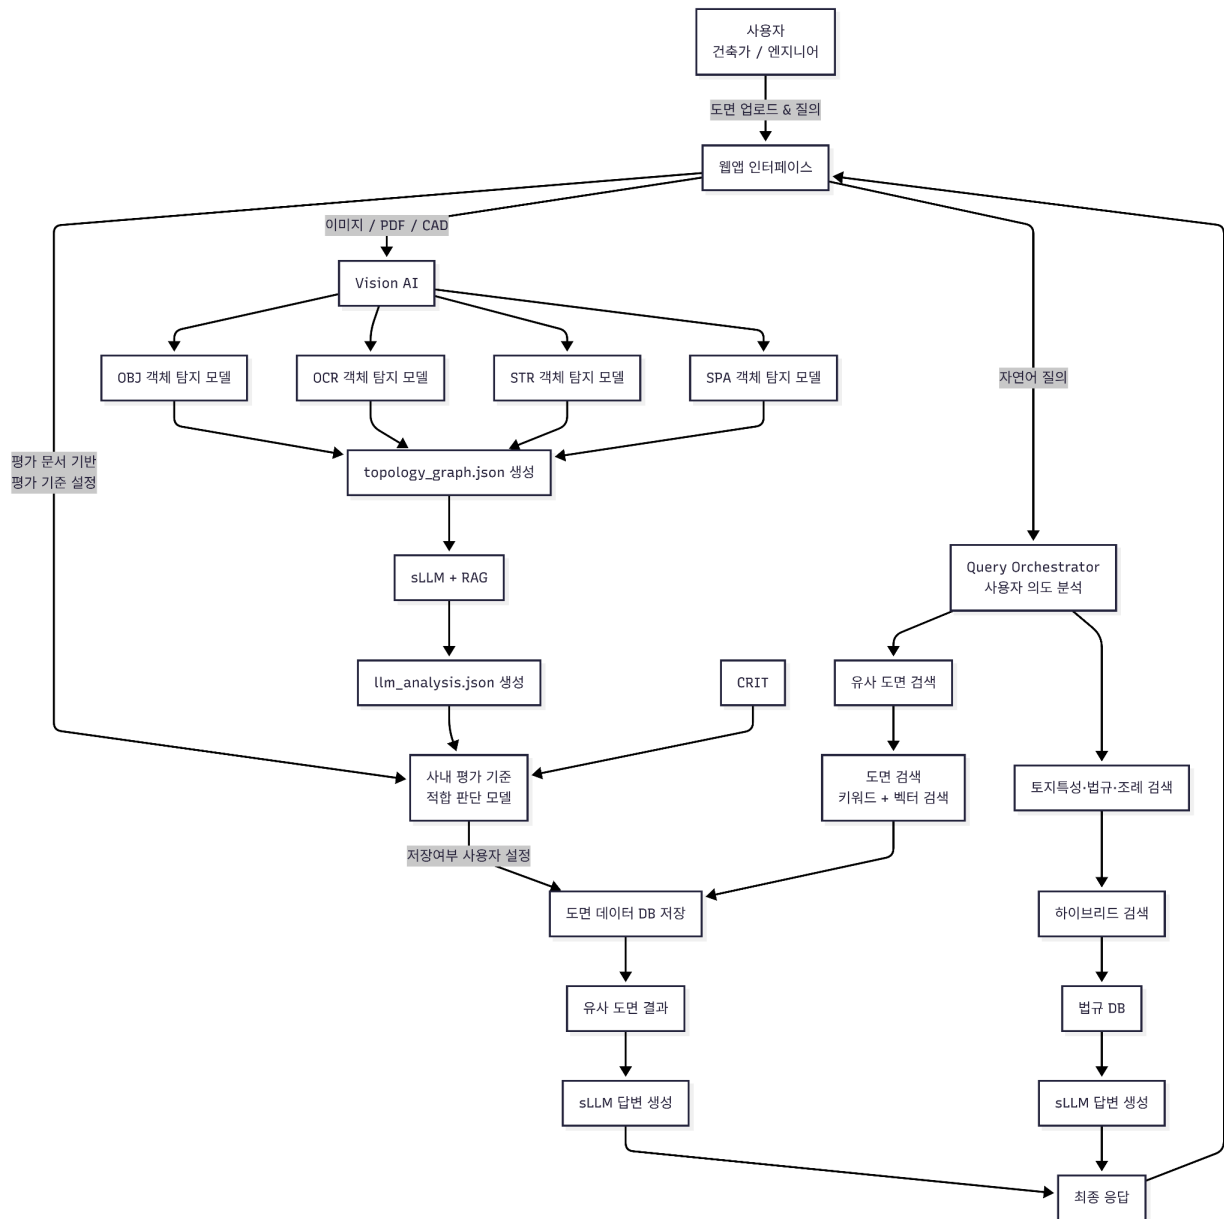 사용자
건축가 / 엔지니어
도면 업로드 & 질의
웹앱 인터페이스
이미지 / PDF / CAD
Vision AI
OBJ 객체 탐지 모델
OCR 객체 탐지 모델
STR 객체 탐지 모델
SPA 객체 탐지 모델
자연어 질의
평가 문서 기반
평가 기준 설정
topology_graph.json 생성
sLLM + RAG
Query Orchestrator
사용자 의도 분석
llm_analysis.json 생성
CRIT
유사 도면 검색
사내 평가 기준
적합 판단 모델
도면 검색
키워드 + 벡터 검색
토지특성·법규·조례 검색
저장여부 사용자 설정
도면 데이터 DB 저장
하이브리드 검색
유사 도면 결과
법규 DB
sLLM 답변 생성
sLLM 답변 생성
최종 응답